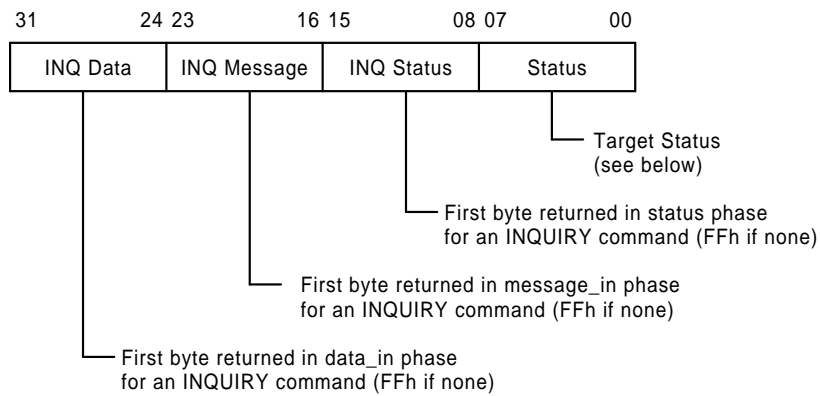 31 24 23 16 15 08 07 00
INQ Data INQ Message INQ Status Status
Target Status
(see below)
First byte returned in status phase
for an INQUIRY command (FFh if none)
First byte returned in message_in phase
for an INQUIRY command (FFh if none)
First byte returned in data_in phase
for an INQUIRY command (FFh if none)